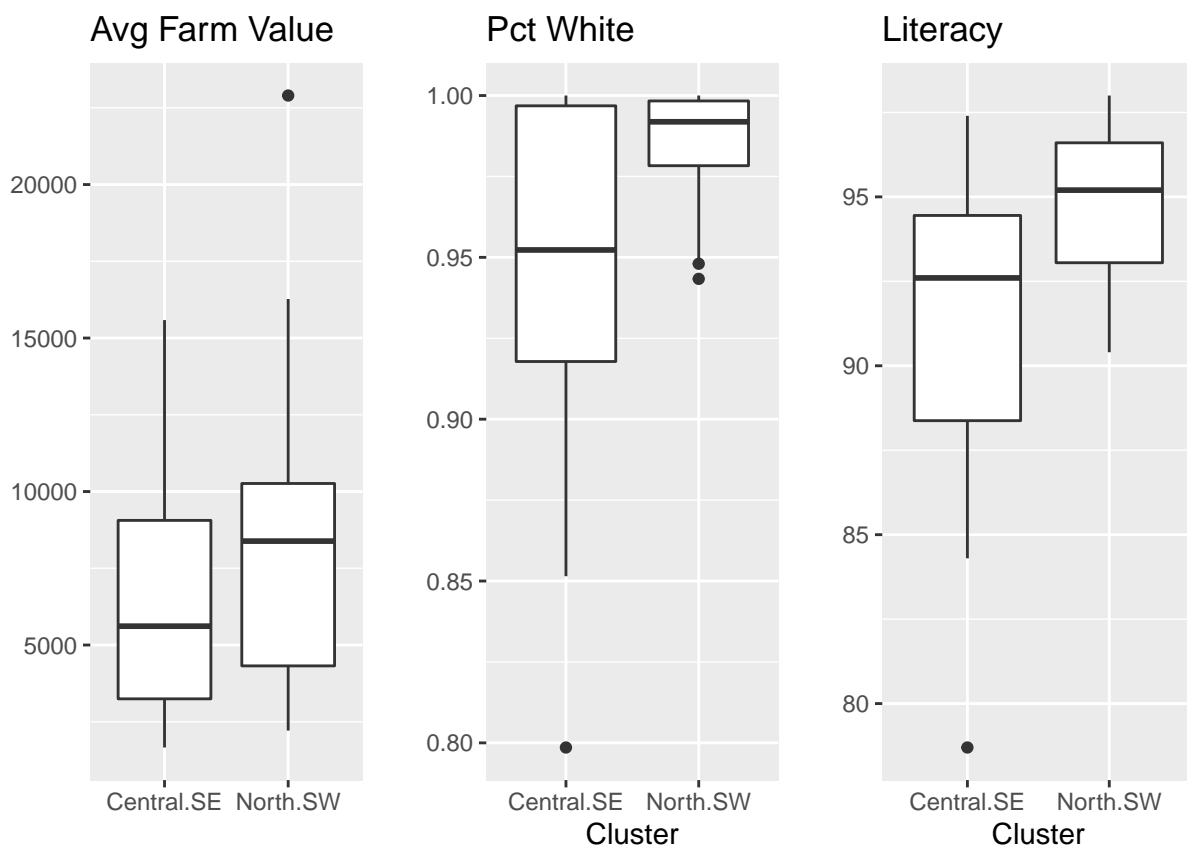 Avg Farm Value
20000
15000
10000
5000
Central.SE North.SW
Pct White
1.00
0.95
0.90
0.85
0.80
Central.SE North.SW
Cluster
Literacy
95
90
85
80
Central.SE North.SW
Cluster